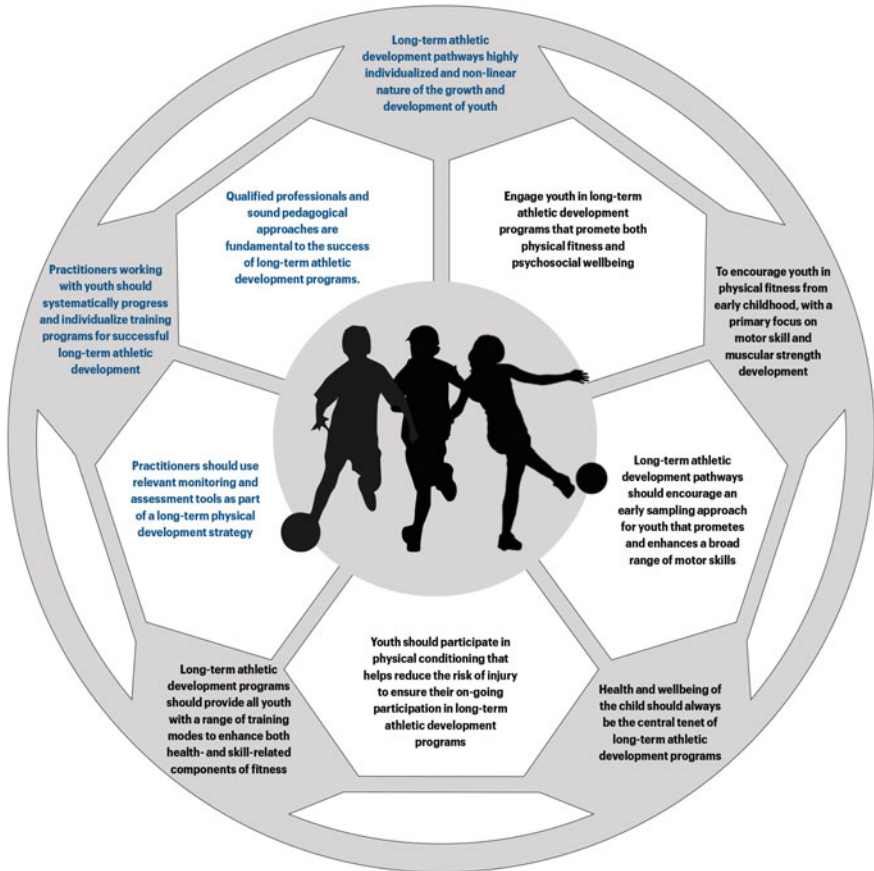 Long-term athletic
development pathways highly
individualized and non-linear
nature of the growth and
development of youth
Qualified professionals and
sound pedagogical
approaches are
fundamental to the success
of long-term athletic
development programs.
Engage youth in long-term
athletic development
programs that promote both
physical fitness and
psychosocial wellbeing
Practitioners working
with youth should
systematically progress
and individualize training
programs for successful
long-term athletic
development
To encourage youth in
physical fitness from
early childhood, with a
primary focus on
motor skill and
muscular strength
development
Practitioners should use
relevant monitoring and
assessment tools as part
of a long-term physical
development strategy
Long-term athletic
development pathways
should encourage an
early sampling approach
for youth that prometes
and enhances a broad
range of motor skills
Long-term athletic
development programs
should provide all youth
with a range of training
modes to enhance both
health- and skill-related
components of fitness
Youth should participate in
physical conditioning that
helps reduce the risk of injury
to ensure their on-going
participation in long-term
athletic development
programs
Health and wellbeing of
the child should always
be the central tenet of
long-term athletic
development programs